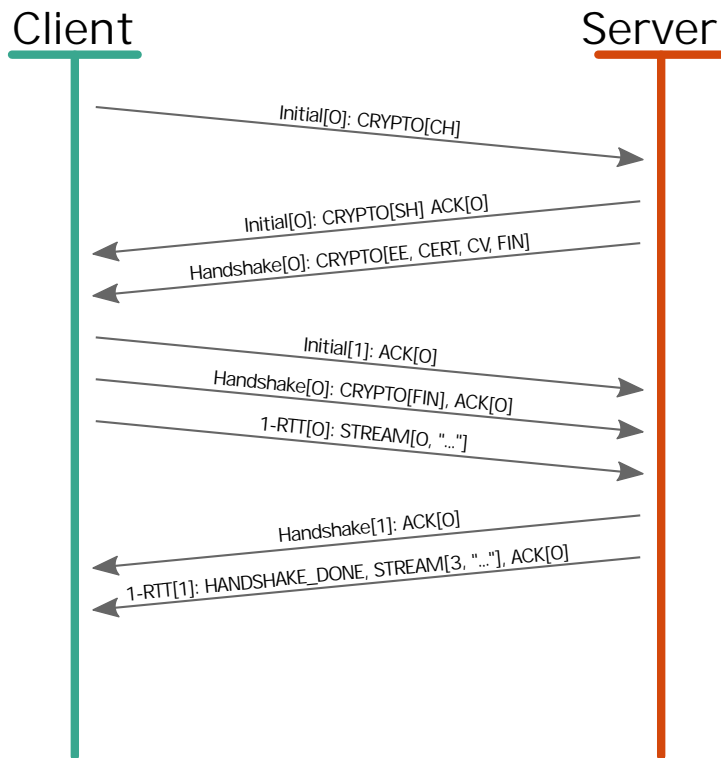 Client
Server
Initial[0]: CRYPTO[CH]
Initial[0]: CRYPTO[SH] ACK[0]
Handshake[0]: CRYPTO[EE, CERT, CV, FIN]
Initial[1]: ACK[0]
Handshake[0]: CRYPTO[FIN], ACK[0]
1-RTT[0]: STREAM[0, "..."]
Handshake[1]: ACK[0]
1-RTT[1]: HANDSHAKE_DONE, STREAM[3, "..."], ACK[0]